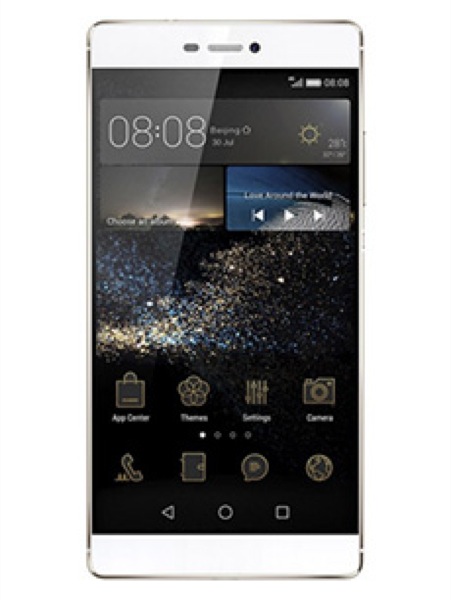 08:08
08:08
Beijing
30 Jul
28°c
Choose an album
Love Around the World
App Center
Themes
Settings
Camera